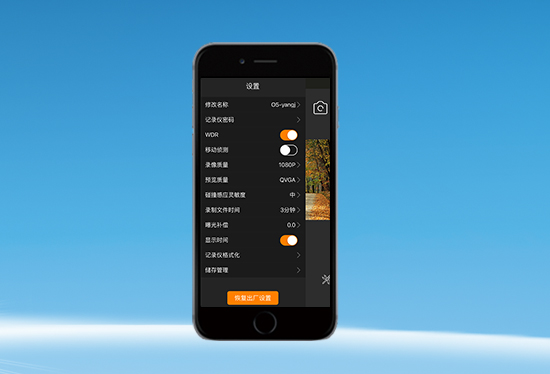 设置
修改名称 OS-yangj
记录仪密码
WDR
移动侦测
录像质量 1080P
预览质量 QVGA
碰撞感应灵敏度 中
录制文件时间 3分钟
曝光补偿 0.0
显示时间
记录仪格式化
储存管理
恢复出厂设置